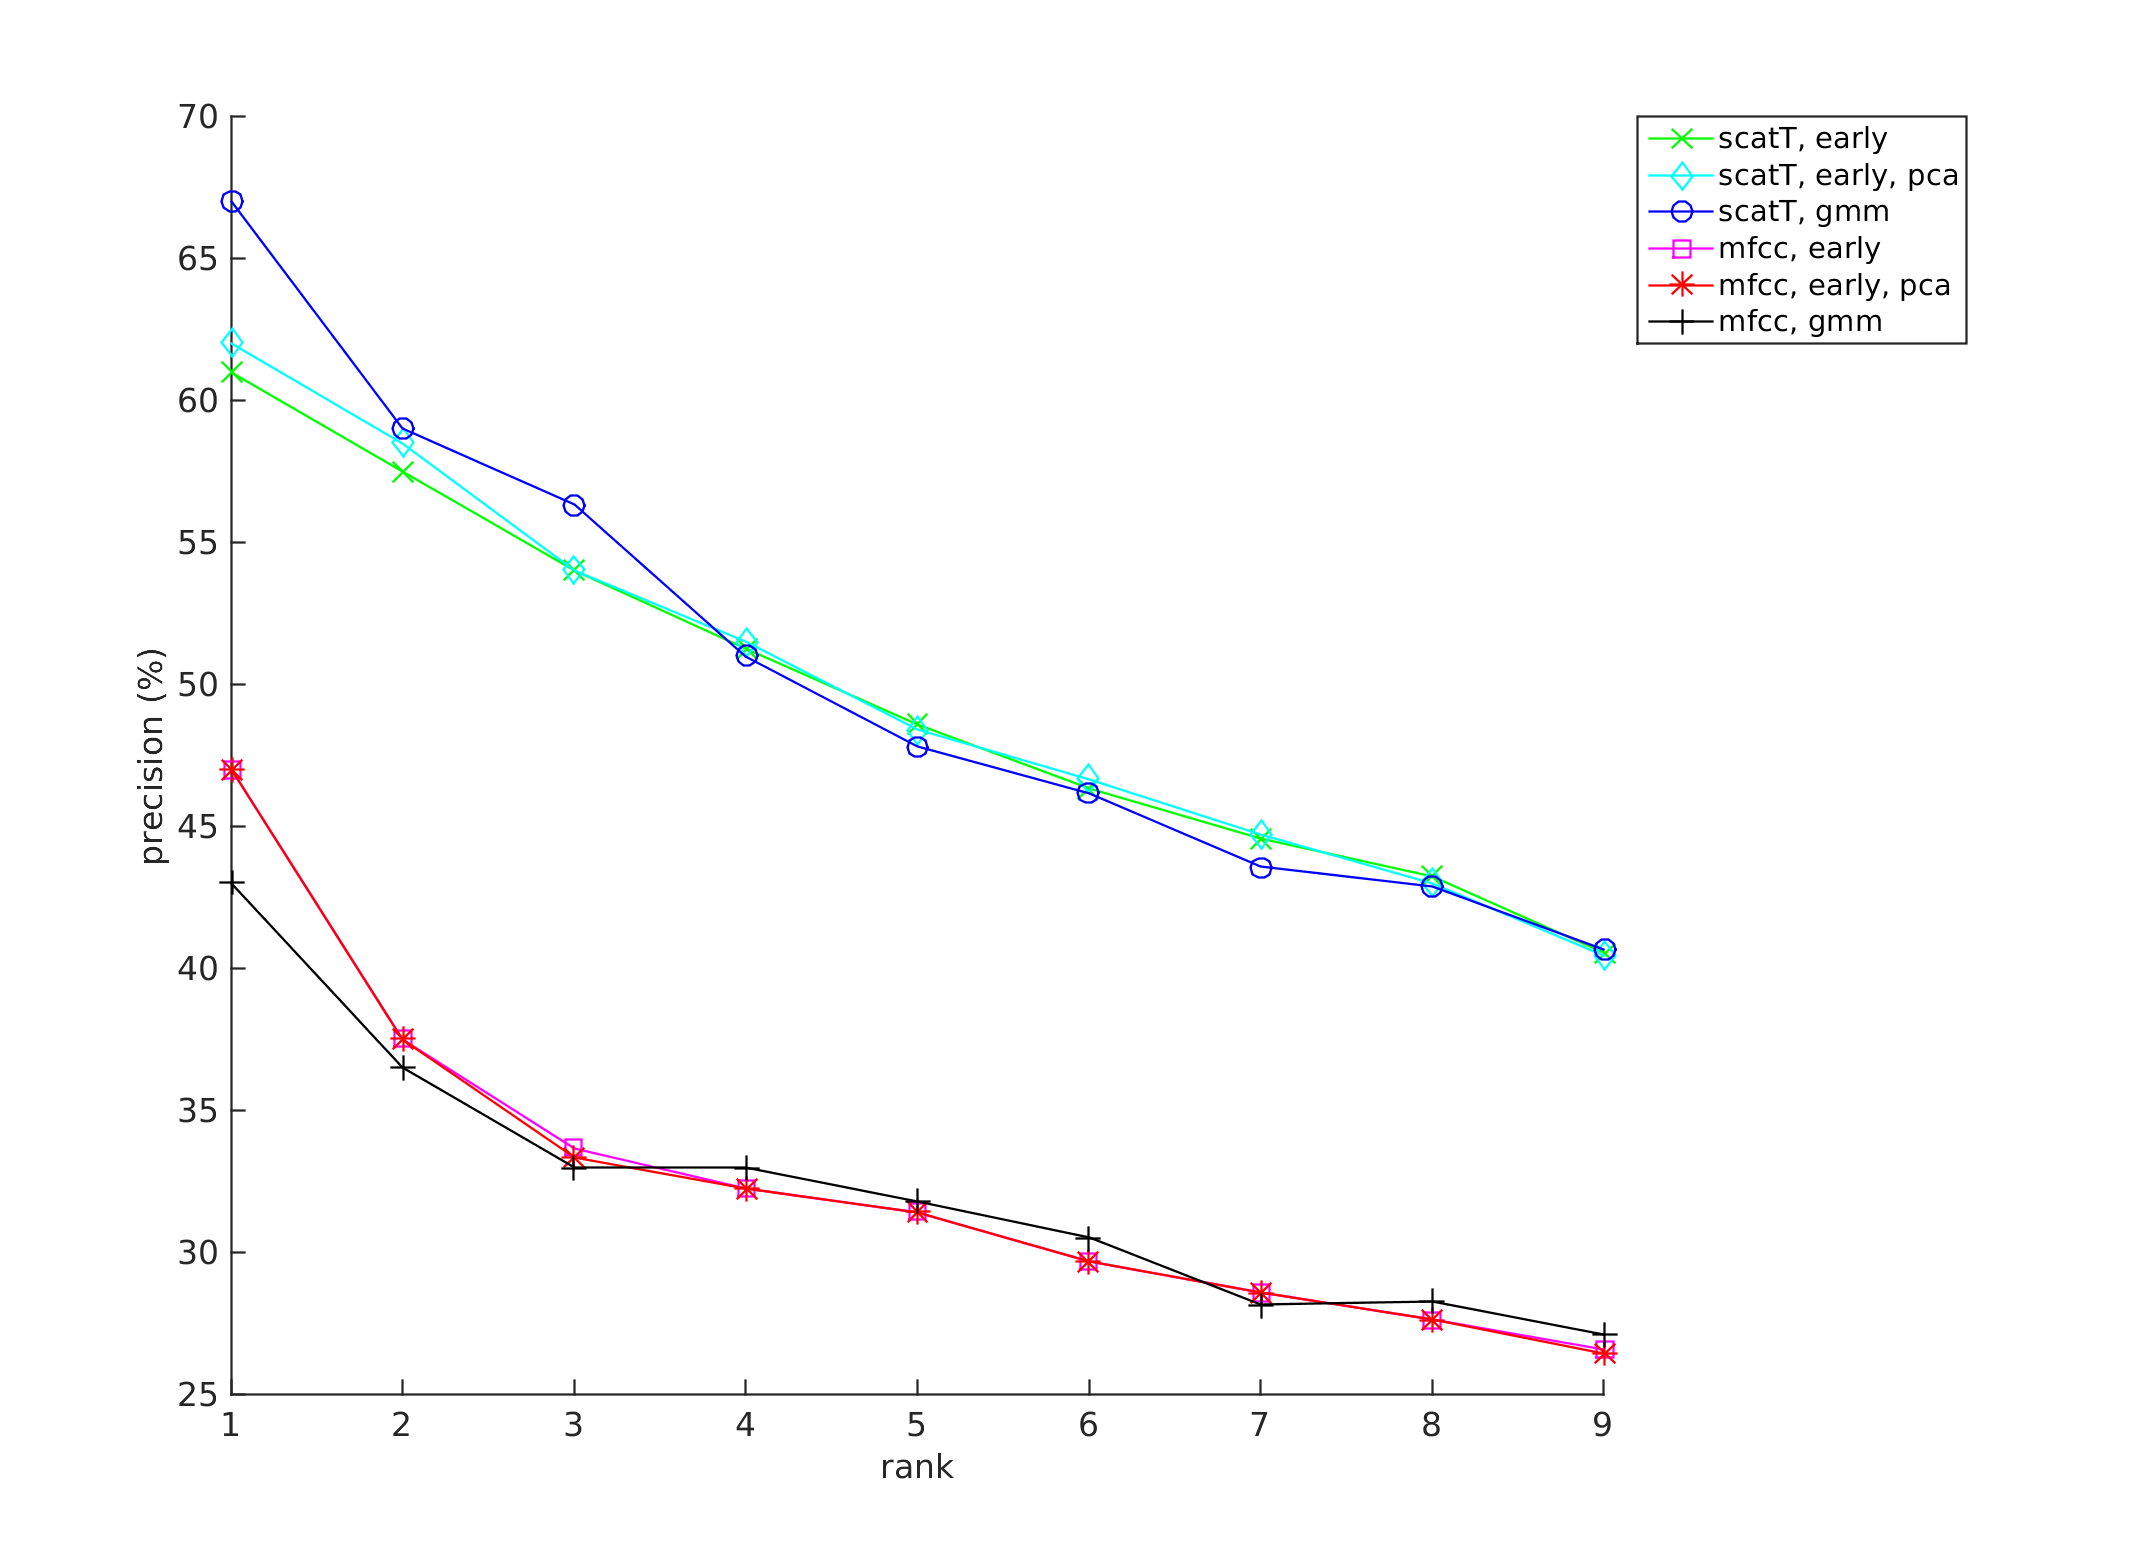 70
65
60
55
50
45
40
35
30
25
precision (%)
1 2 3 4 5 6 7 8 9
rank
scatT, early
scatT, early, pca
scatT, gmm
mfcc, early
mfcc, early, pca
mfcc, gmm